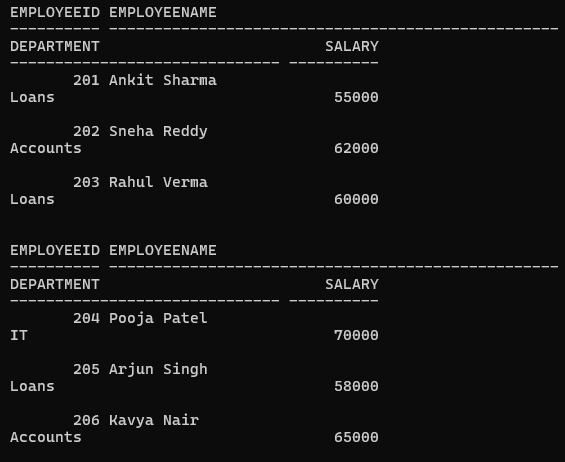 EMPLOYEEID EMPLOYEENAME
---------- --------------------------------------------------
DEPARTMENT                         SALARY
------------------------------ ----------
       201 Ankit Sharma
Loans                               55000

       202 Sneha Reddy
Accounts                            62000

       203 Rahul Verma
Loans                               60000


EMPLOYEEID EMPLOYEENAME
---------- --------------------------------------------------
DEPARTMENT                         SALARY
------------------------------ ----------
       204 Pooja Patel
IT                                  70000

       205 Arjun Singh
Loans                               58000

       206 Kavya Nair
Accounts                            65000